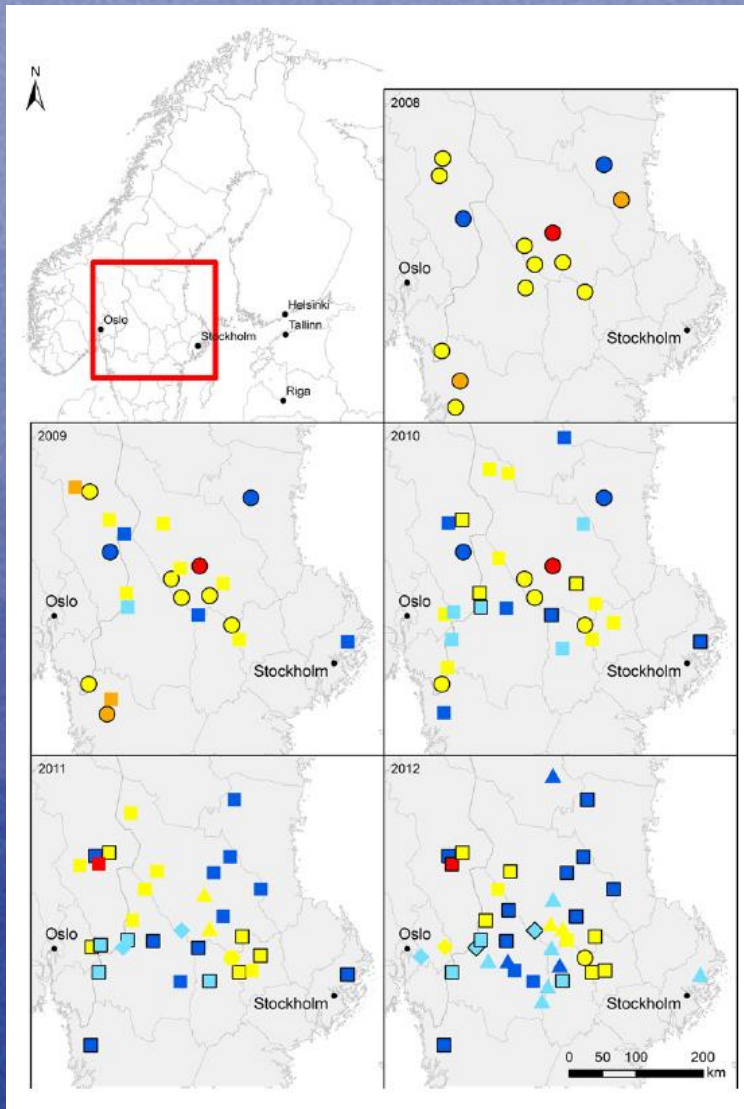 N
Oslo
Stockholm
Helsinki
Tallinn
Riga
2008
Oslo
Stockholm
2009
Oslo
Stockholm
2010
Oslo
Stockholm
2011
Oslo
Stockholm
2012
Oslo
Stockholm
0 50 100 200
km